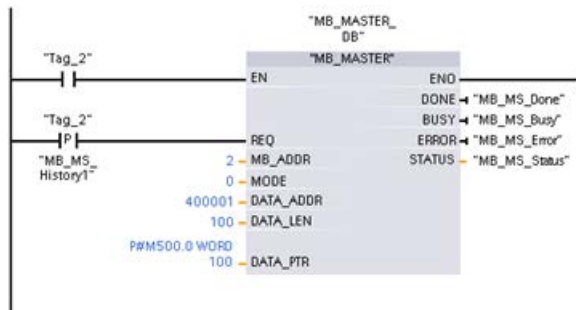 "MB_MASTER_
DB"
"Tag_2"
"MB_MASTER"
EN
ENO
DONE
"MB_MS_Done"
BUSY
"MB_MS_Busy"
"Tag_2"
P
REQ
ERROR
"MB_MS_Error"
"MB_MS_
History1"
2
MB_ADDR
STATUS
"MB_MS_Status"
0
MODE
400001
DATA_ADDR
100
DATA_LEN
P#M500.0 WORD
100
DATA_PTR